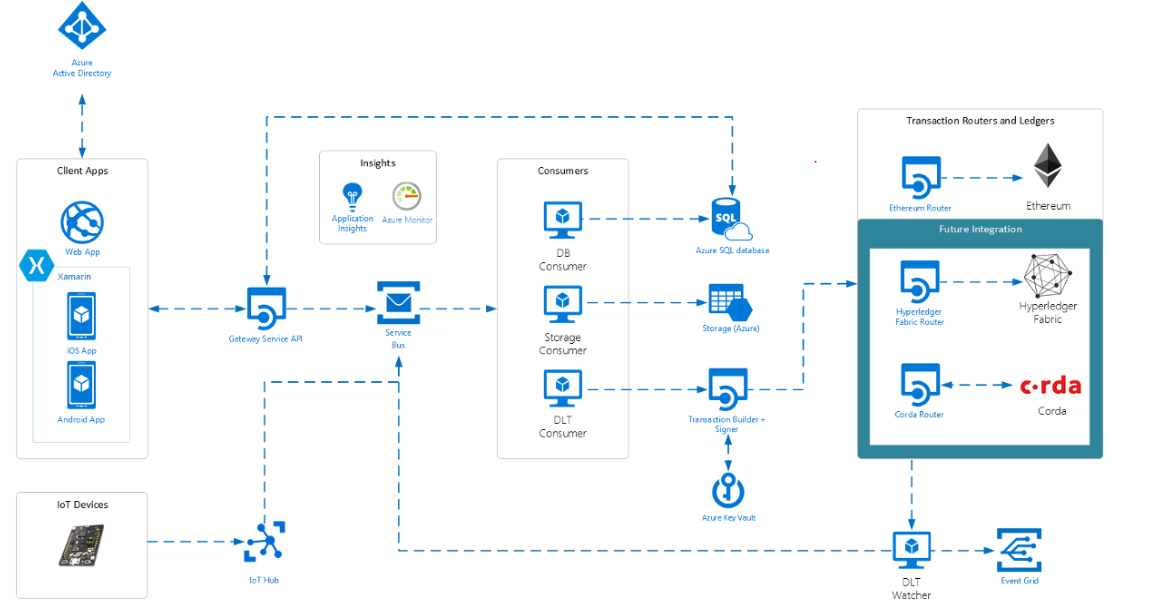 Azure
Active Directory
Client Apps
Web App
X
Xamarin
iOS App
Android App
IoT Devices
IoT Hub
Gateway Service API
Insights
Application
Insights
Azure Monitor
Service
Bus
Consumers
DB
Consumer
Storage
Consumer
DLT
Consumer
SQL
Azure SQL database
Storage (Azure)
Transaction Builder +
Signer
Azure Key Vault
Transaction Routers and Ledgers
Ethereum Router
Ethereum
Future Integration
Hyperledger
Fabric Router
Hyperledger
Fabric
Corda Router
c·rda
Corda
DLT
Watcher
Event Grid